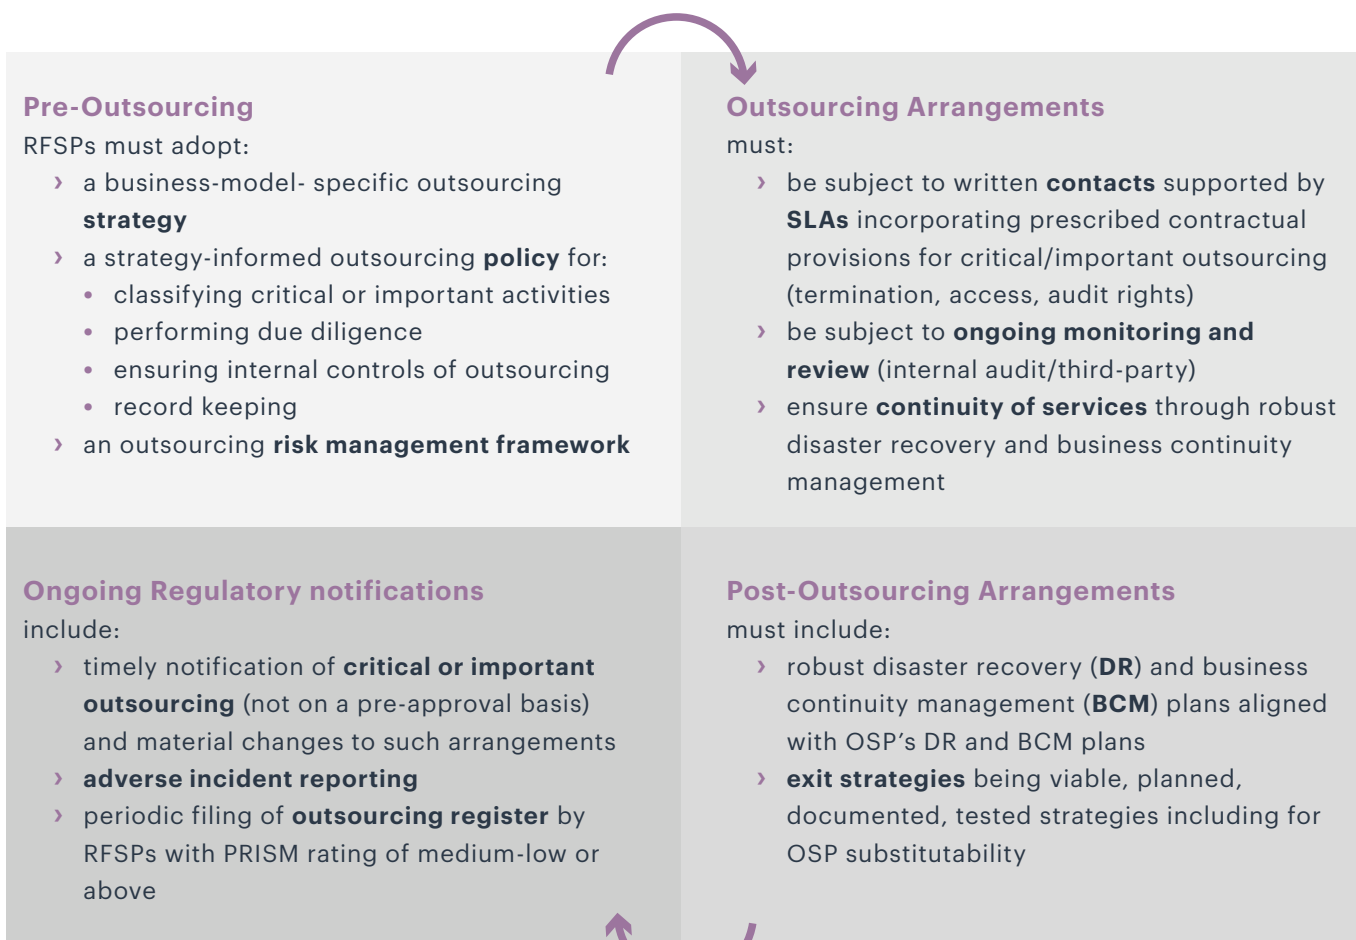 Pre-Outsourcing
RFSPs must adopt:
› a business-model- specific outsourcing
strategy
› a strategy-informed outsourcing policy for:
• classifying critical or important activities
• performing due diligence
• ensuring internal controls of outsourcing
• record keeping
› an outsourcing risk management framework
Outsourcing Arrangements
must:
› be subject to written contacts supported by
SLAs incorporating prescribed contractual
provisions for critical/important outsourcing
(termination, access, audit rights)
› be subject to ongoing monitoring and
review (internal audit/third-party)
› ensure continuity of services through robust
disaster recovery and business continuity
management
Ongoing Regulatory notifications
include:
› timely notification of critical or important
outsourcing (not on a pre-approval basis)
and material changes to such arrangements
› adverse incident reporting
› periodic filing of outsourcing register by
RFSPs with PRISM rating of medium-low or
above
Post-Outsourcing Arrangements
must include:
› robust disaster recovery (DR) and business
continuity management (BCM) plans aligned
with OSP’s DR and BCM plans
› exit strategies being viable, planned,
documented, tested strategies including for
OSP substitutability